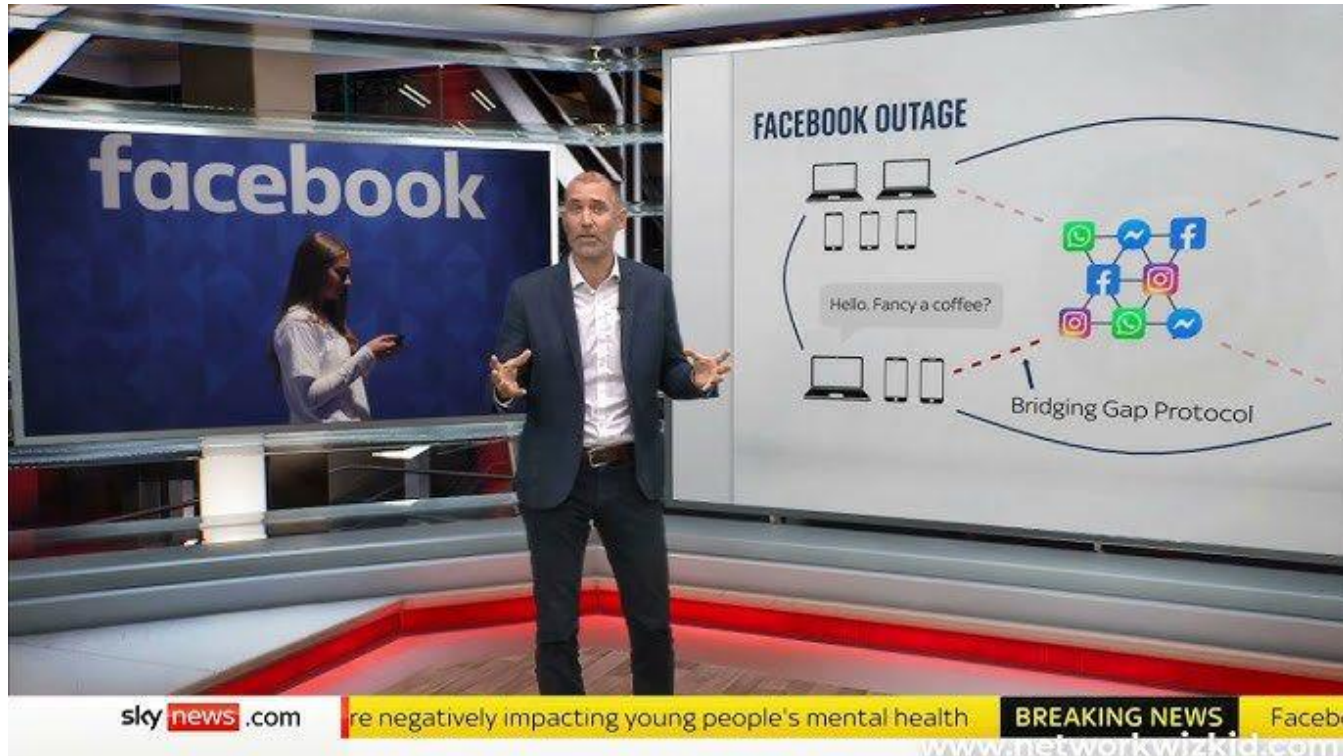 facebook
FACEBOOK OUTAGE
Hello. Fancy a coffee?
Bridging Gap Protocol
sky news .com
re negatively impacting young people's mental health
BREAKING NEWS
Faceb
www.networkwizkid.com